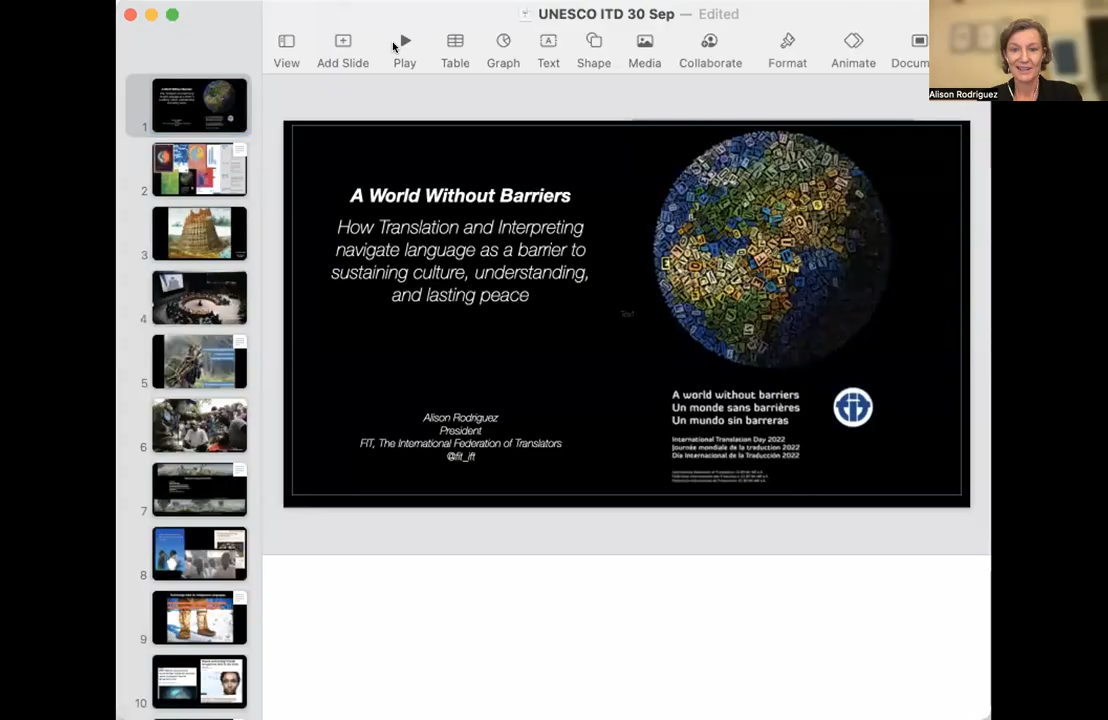 UNESCO ITD 30 Sep — Edited
View
Add Slide
Play
Table
Graph
Text
Shape
Media
Collaborate
Format
Animate
Docum
Alison Rodriguez
1
2
3
4
5
6
7
8
9
10
A World Without Barriers
How Translation and Interpreting
navigate language as a barrier to
sustaining culture, understanding,
and lasting peace
Text
Alison Rodriguez
President
FIT, The International Federation of Translators
@fit_ift
A world without barriers
Un monde sans barrières
Un mundo sin barreras
International Translation Day 2022
Journée mondiale de la traduction 2022
Día Internacional de la Traducción 2022